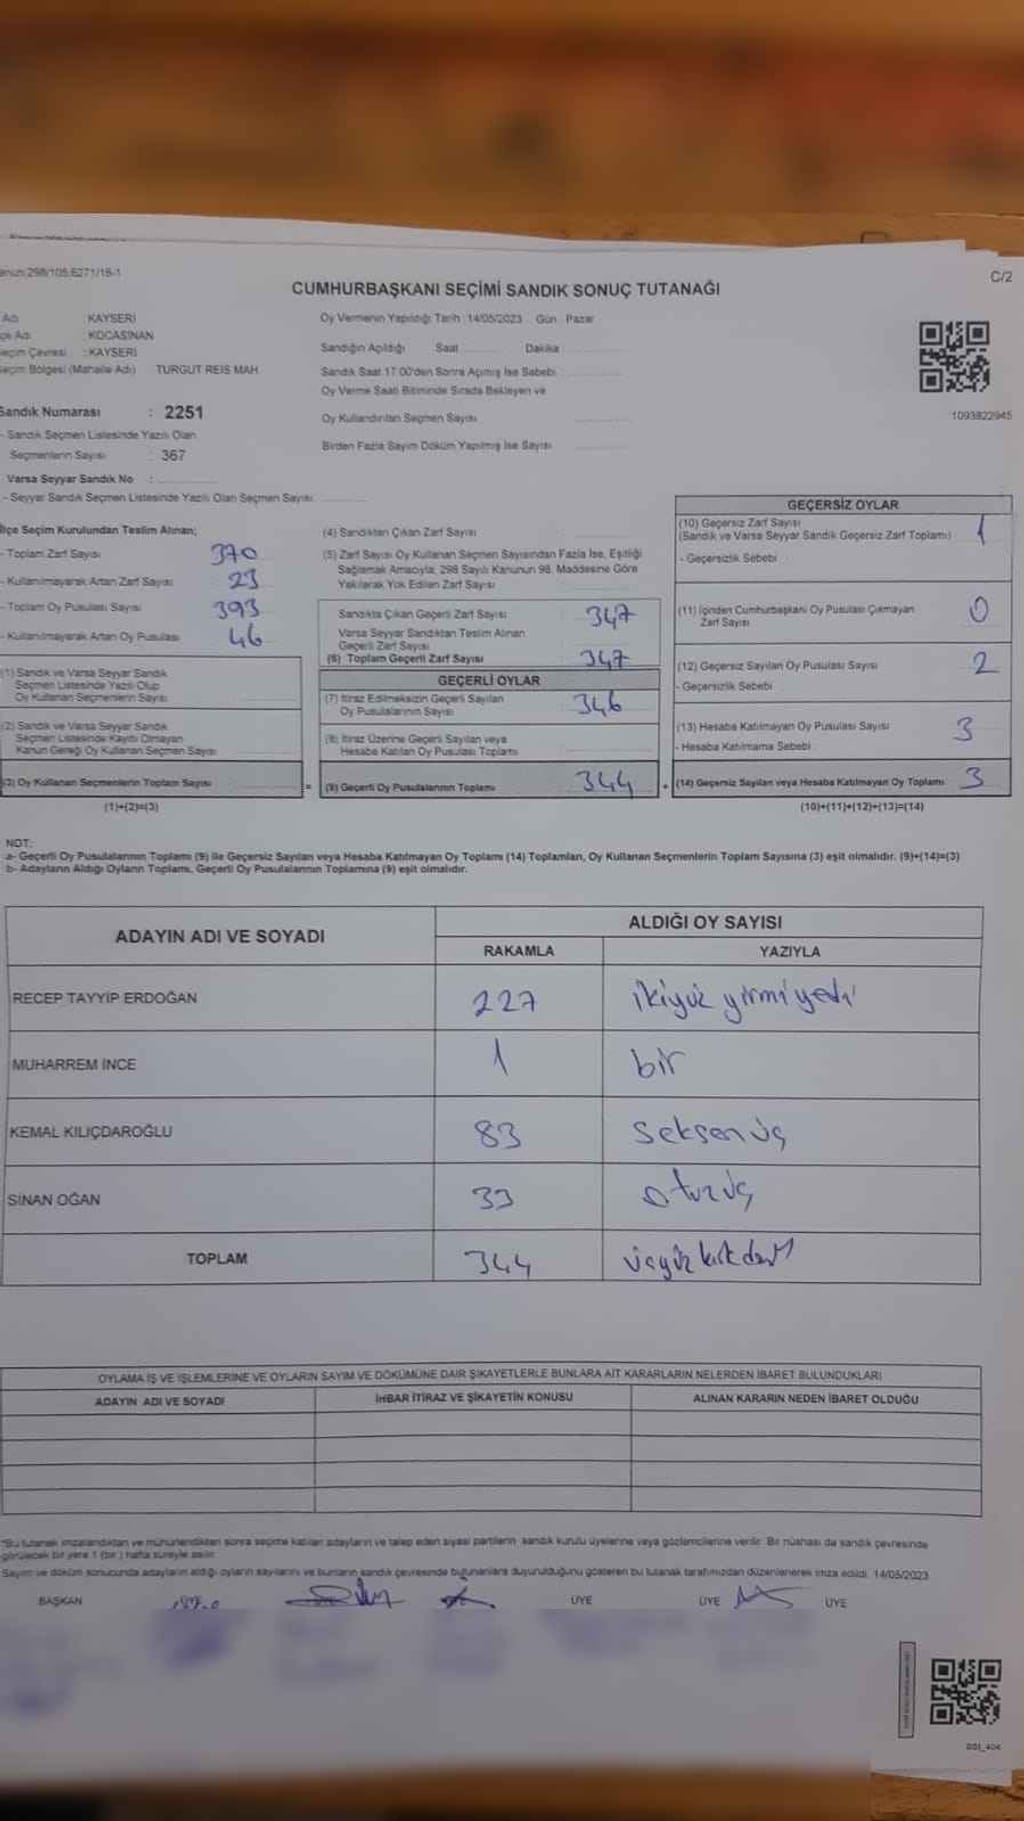 298/105.6271/16-1
C/2
CUMHURBAŞKANI SEÇİMİ SANDIK SONUÇ TUTANAĞI
Adı : KAYSERİ
Adı : KOCASİNAN
Seçim Çevresi : KAYSERİ
Seçim Bölgesi (Mahalle Adı) TURGUT REİS MAH.
Sandık Numarası : 2251
- Sandık Seçmen Listesinde Yazılı Olan
Seçmenlerin Sayısı : 367
Varsa Seyyar Sandık No :
- Seyyar Sandık Seçmen Listesinde Yazılı Olan Seçmen Sayısı
Oy Vermenin Yapıldığı Tarih : 14/05/2023 Gün : Pazar
Sandığın Açıldığı Saat Dakika
Sandık Saat 17.00'den Sonra Açılmış İse Sebebi
Oy Verme Saati Bitiminde Sırada Bekleyen ve
Oy Kullandırılan Seçmen Sayısı
Birden Fazla Sayım Döküm Yapılmış İse Sayısı
1093822945
İlçe Seçim Kurulundan Teslim Alınan;
- Toplam Zarf Sayısı 370
- Kullanılmayarak Artan Zarf Sayısı 23
- Toplam Oy Pusulası Sayısı 393
- Kullanılmayarak Artan Oy Pusulası 46
(1) Sandık ve Varsa Seyyar Sandık
Seçmen Listesinde Yazılı Olup
Oy Kullanan Seçmenlerin Sayısı
(2) Sandık ve Varsa Seyyar Sandık
Seçmen Listesinde Kayıtlı Olmayan
Kanun Gereği Oy Kullanan Seçmen Sayısı
(3) Oy Kullanan Seçmenlerin Toplam Sayısı
(1)+(2)=(3)
(4) Sandıktan Çıkan Zarf Sayısı
(5) Zarf Sayısı Oy Kullanan Seçmen Sayısından Fazla İse, Eşitliği
Sağlamak Amacıyla, 298 Sayılı Kanunun 98. Maddesine Göre
Yakılarak Yok Edilen Zarf Sayısı
Sandıkta Çıkan Geçerli Zarf Sayısı 347
Varsa Seyyar Sandıktan Teslim Alınan
Geçerli Zarf Sayısı
(6) Toplam Geçerli Zarf Sayısı 347
GEÇERLİ OYLAR
(7) İtiraz Edilmeksizin Geçerli Sayılan
Oy Pusulalarının Sayısı 346
(8) İtiraz Üzerine Geçerli Sayılan veya
Hesaba Katılan Oy Pusulası Toplamı
= (9) Geçerli Oy Pusulalarının Toplamı 344
GEÇERSİZ OYLAR
(10) Geçersiz Zarf Sayısı 1
(Sandık ve Varsa Seyyar Sandık Geçersiz Zarf Toplamı)
- Geçersizlik Sebebi
(11) İçinden Cumhurbaşkanı Oy Pusulası Çıkmayan 0
Zarf Sayısı
(12) Geçersiz Sayılan Oy Pusulası Sayısı 2
- Geçersizlik Sebebi
(13) Hesaba Katılmayan Oy Pusulası Sayısı 3
- Hesaba Katılmama Sebebi
+ (14) Geçersiz Sayılan veya Hesaba Katılmayan Oy Toplamı 3
(10)+(11)+(12)+(13)=(14)
NOT:
a- Geçerli Oy Pusulalarının Toplamı (9) ile Geçersiz Sayılan veya Hesaba Katılmayan Oy Toplamı (14) Toplamları, Oy Kullanan Seçmenlerin Toplam Sayısına (3) eşit olmalıdır. (9)+(14)=(3)
b- Adayların Aldığı Oyların Toplamı, Geçerli Oy Pusulalarının Toplamına (9) eşit olmalıdır.
ADAYIN ADI VE SOYADI
ALDIĞI OY SAYISI
RAKAMLA YAZIYLA
RECEP TAYYİP ERDOĞAN 227 ikiyüz yirmi yedi
MUHARREM İNCE 1 bir
KEMAL KILIÇDAROĞLU 83 Seksen üç
SİNAN OĞAN 33 otuzüç
TOPLAM 344 üçyüz kırkdört
OYLAMA İŞ VE İŞLEMLERİNE VE OYLARIN SAYIM VE DÖKÜMÜNE DAİR ŞİKAYETLERLE BUNLARA AİT KARARLARIN NELERDEN İBARET BULUNDUKLARI
ADAYIN ADI VE SOYADI İHBAR İTİRAZ VE ŞİKAYETİN KONUSU ALINAN KARARIN NEDEN İBARET OLDUĞU
*Bu tutanak imzalandıktan ve mühürlendikten sonra seçime katılan adayların ve talep eden siyasi partilerin sandık kurulu üyelerine veya gözlemcilerine verilir. Bir nüshası da sandık çevresinde
görülecek bir yere 1 (bir) hafta süreyle asılır.
Sayım ve döküm sonucunda adayların aldığı oyların sayılarını ve bunların sandık çevresinde bulunanlara duyurulduğunu gösteren bu tutanak tarafımızdan düzenlenerek imza edildi. 14/05/2023
BAŞKAN ÜYE ÜYE ÜYE